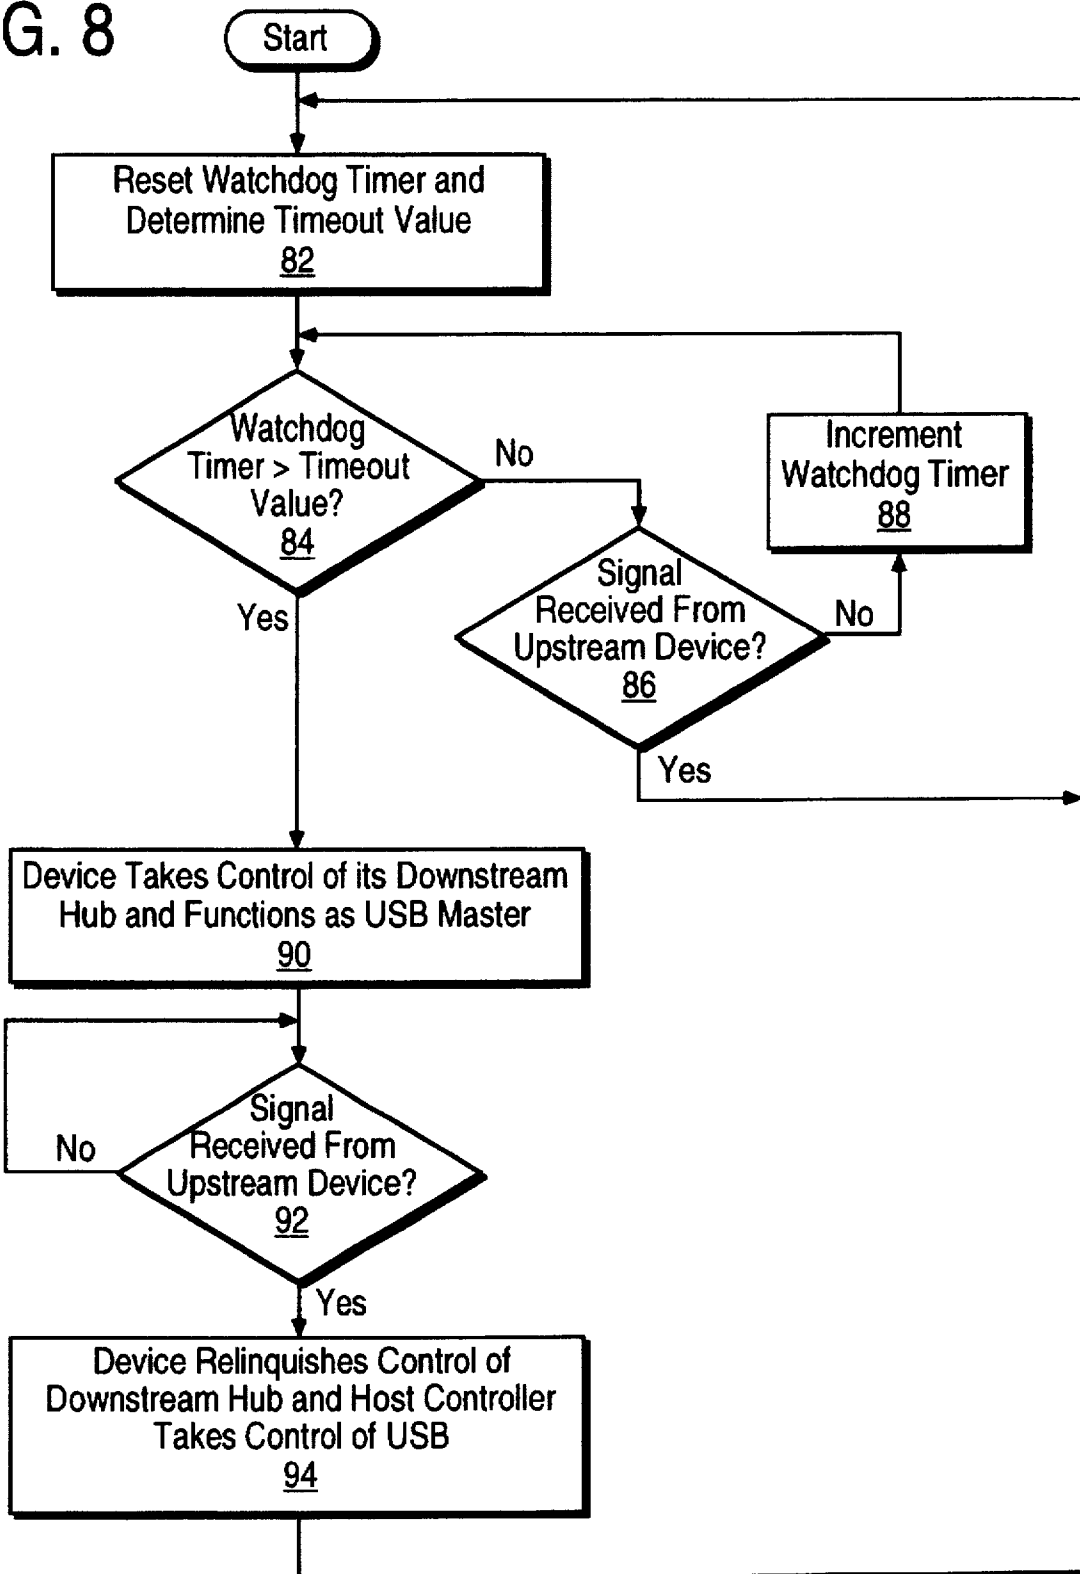 G. 8
Start
Reset Watchdog Timer and
Determine Timeout Value
82
Watchdog
Timer > Timeout
Value?
84
No
Yes
Increment
Watchdog Timer
88
Signal
Received From
Upstream Device?
86
No
Yes
Device Takes Control of its Downstream
Hub and Functions as USB Master
90
Signal
Received From
Upstream Device?
92
No
Yes
Device Relinquishes Control of
Downstream Hub and Host Controller
Takes Control of USB
94